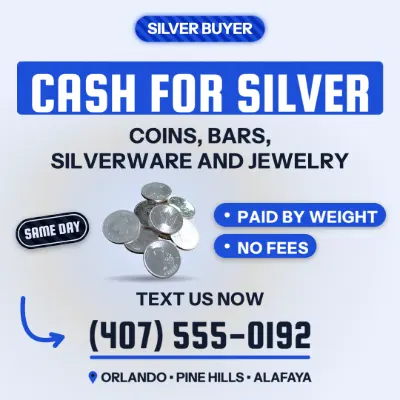 SILVER BUYER
CASH FOR SILVER
COINS, BARS,
SILVERWARE AND JEWELRY
SAME DAY
• PAID BY WEIGHT
• NO FEES
TEXT US NOW
(407) 555-0192
ORLANDO • PINE HILLS • ALAFAYA